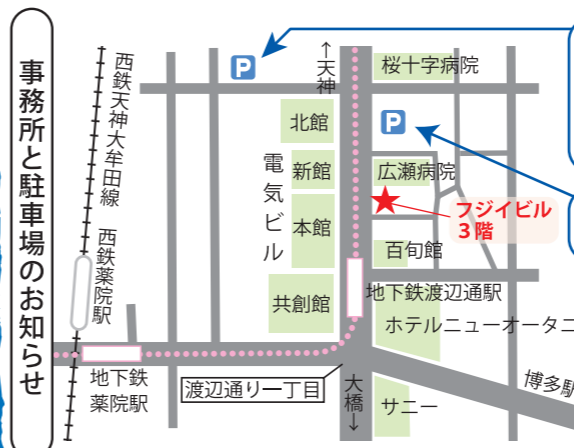 事務所と駐車場のお知らせ
西鉄天神大牟田線
西鉄薬院駅
P
↑天神
桜十字病院
北館
P
電気ビル
新館
広瀬病院
本館
フジイビル
3階
百旬館
共創館
地下鉄渡辺通駅
ホテルニューオータニ
地下鉄
薬院駅
渡辺通り一丁目
大橋↓
サニー
博多駅